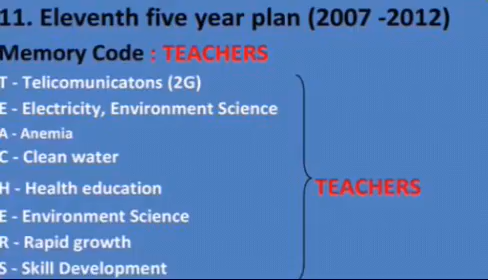 11. Eleventh five year plan (2007 -2012)
Memory Code : TEACHERS
T - Telicomunicatons (2G)
E - Electricity, Environment Science
A - Anemia
C - Clean water
H - Health education
TEACHERS
E - Environment Science
R - Rapid growth
S - Skill Development